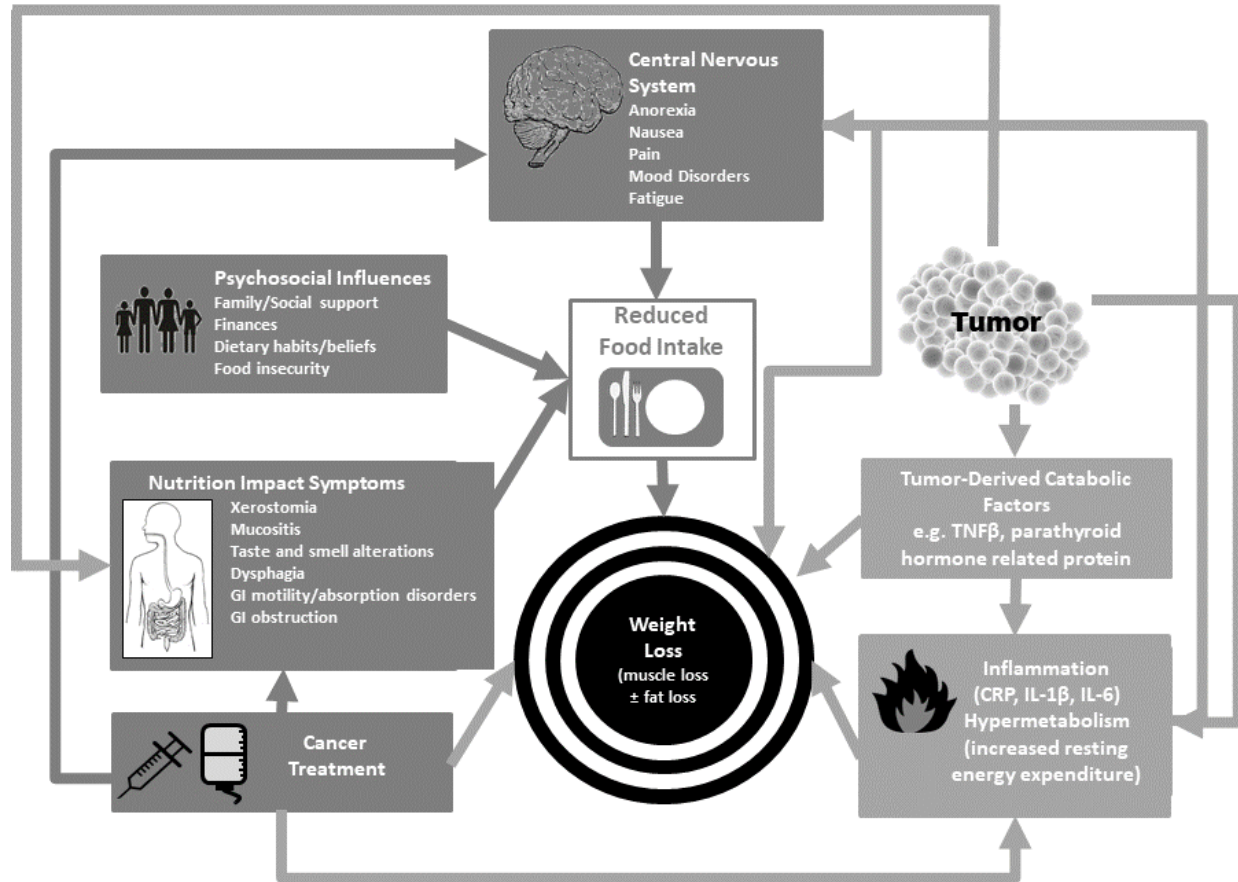 Central Nervous
System
Anorexia
Nausea
Pain
Mood Disorders
Fatigue
Psychosocial Influences
Family/Social support
Finances
Dietary habits/beliefs
Food insecurity
Reduced
Food Intake
Tumor
Nutrition Impact Symptoms
Xerostomia
Mucositis
Taste and smell alterations
Dysphagia
GI motility/absorption disorders
GI obstruction
Tumor-Derived Catabolic
Factors
e.g. TNFβ, parathyroid
hormone related protein
Weight
Loss
(muscle loss
± fat loss
Inflammation
(CRP, IL-1β, IL-6)
Hypermetabolism
(increased resting
energy expenditure)
Cancer
Treatment